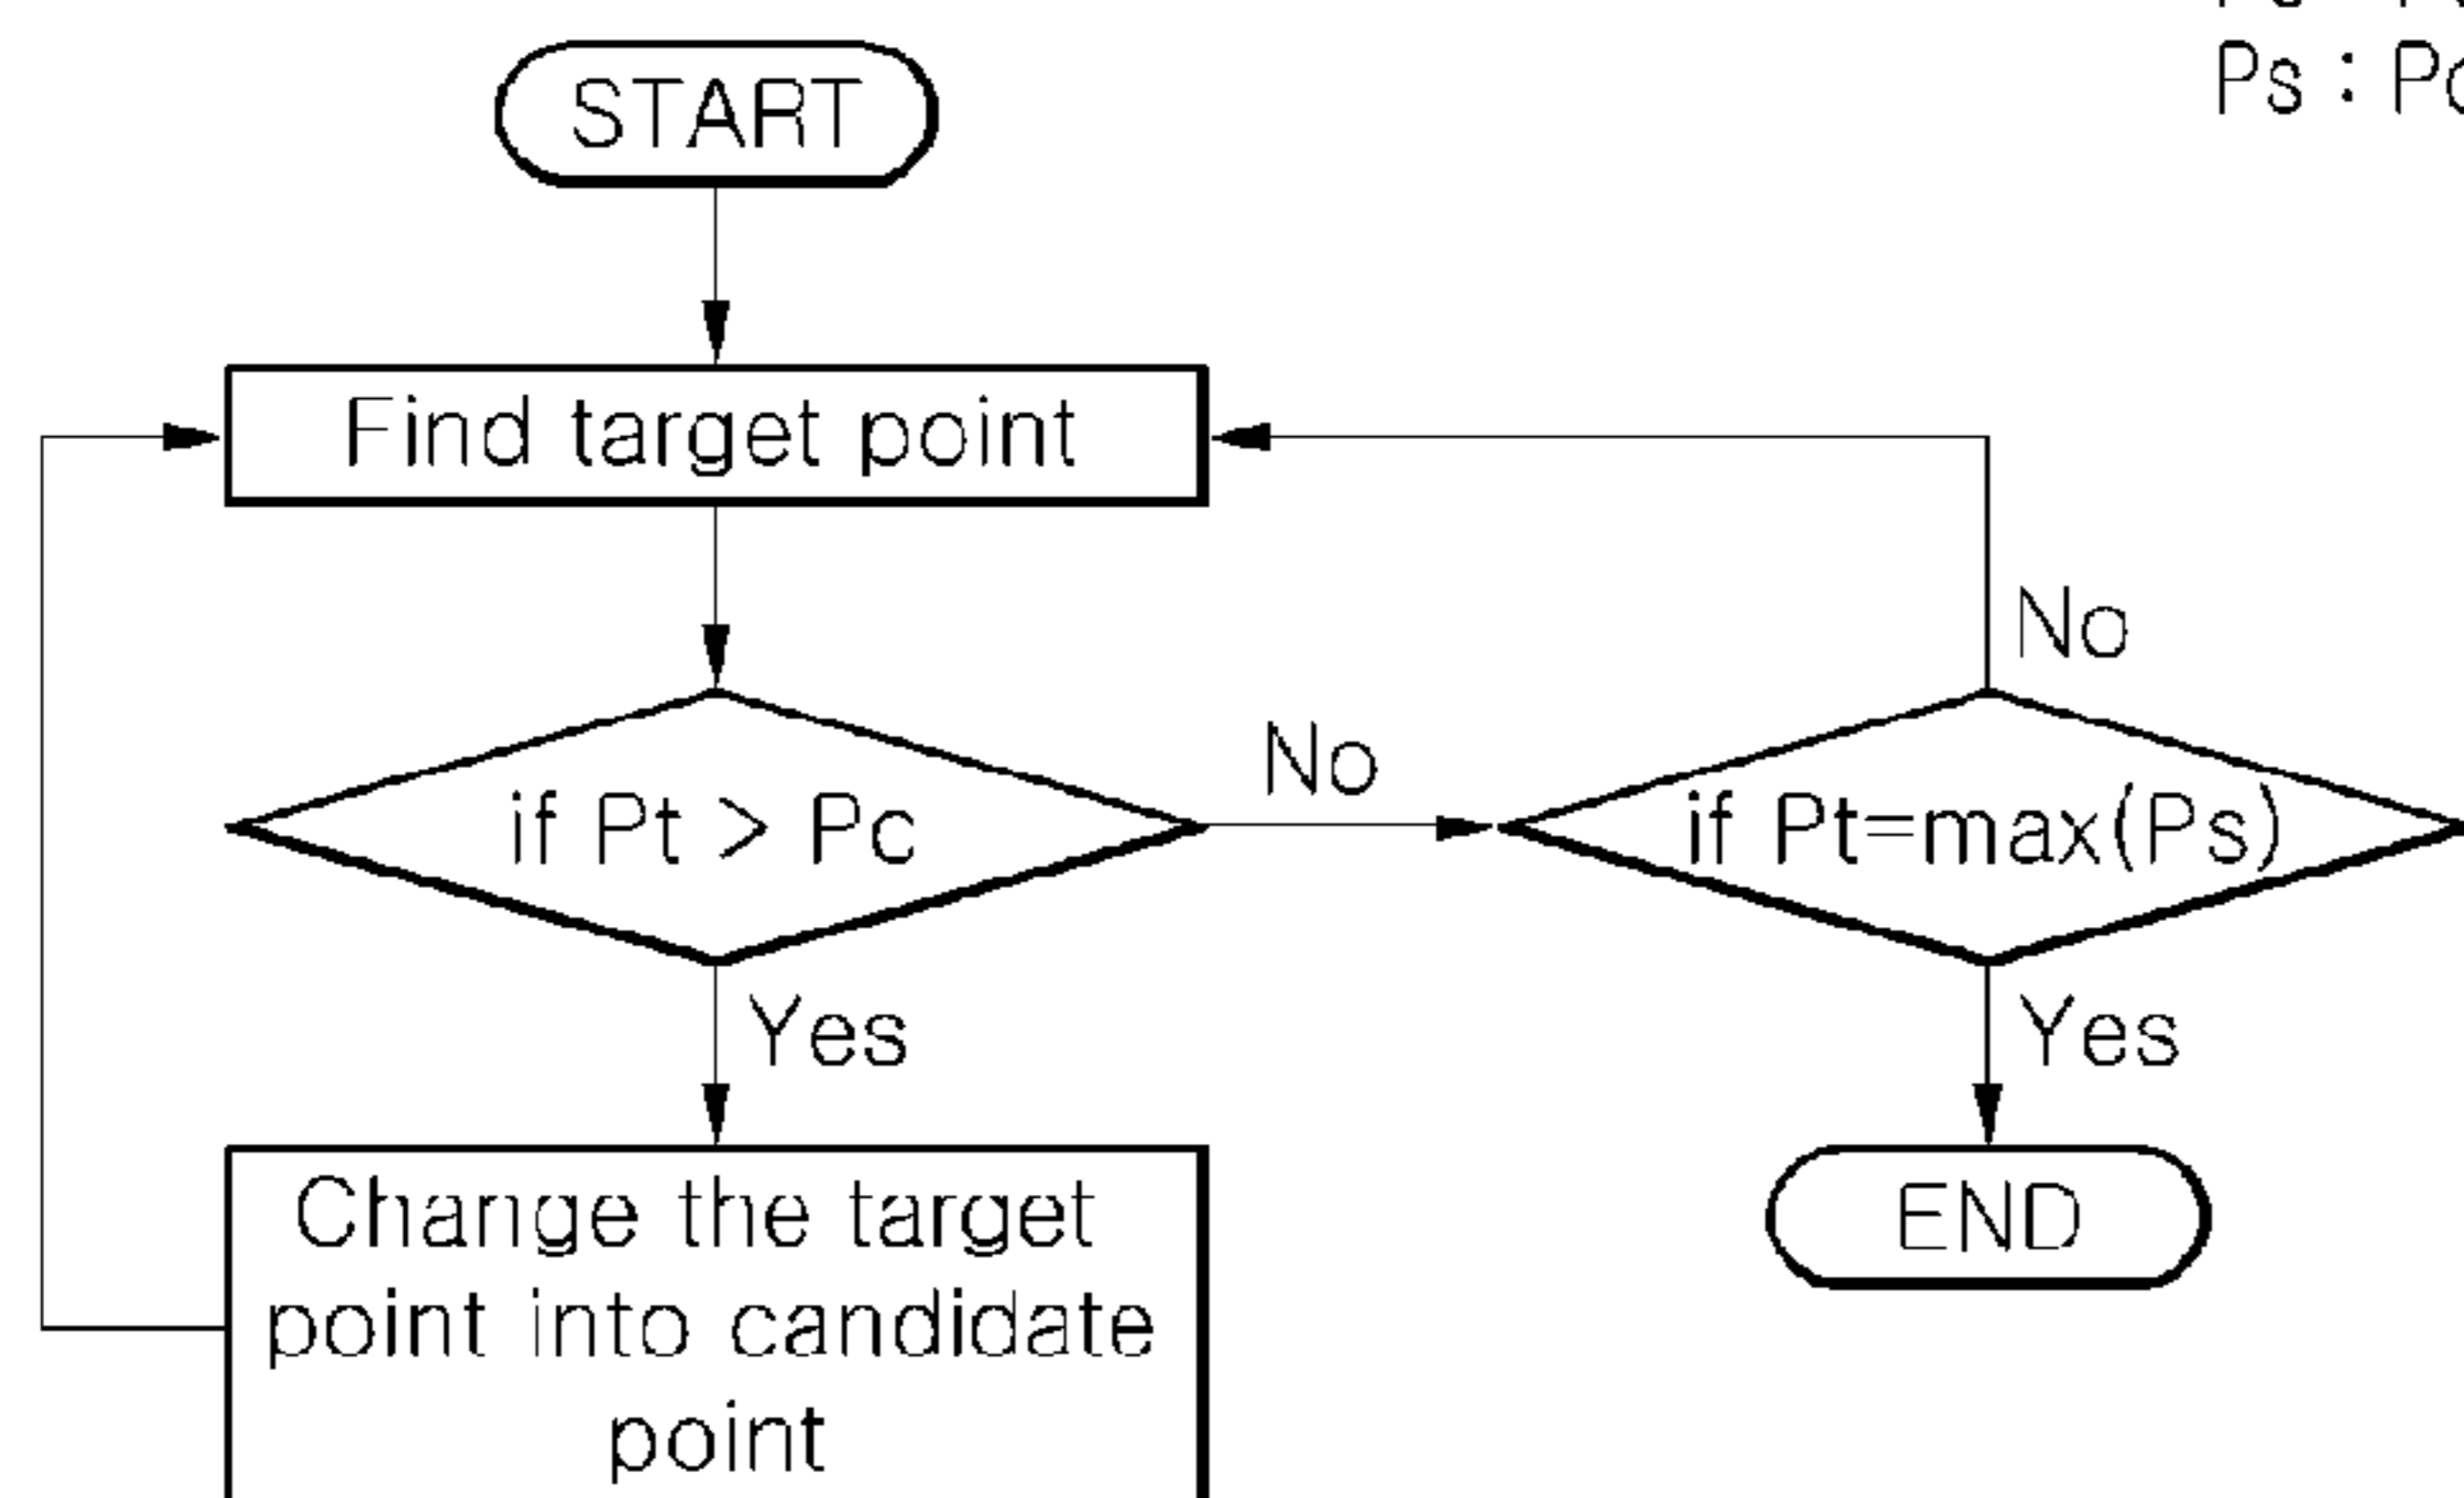 START
Ps :
Find target point
No
No
if Pt > Pc
if Pt=max(Ps)
Yes
Yes
Change the target
point into candidate
point
END